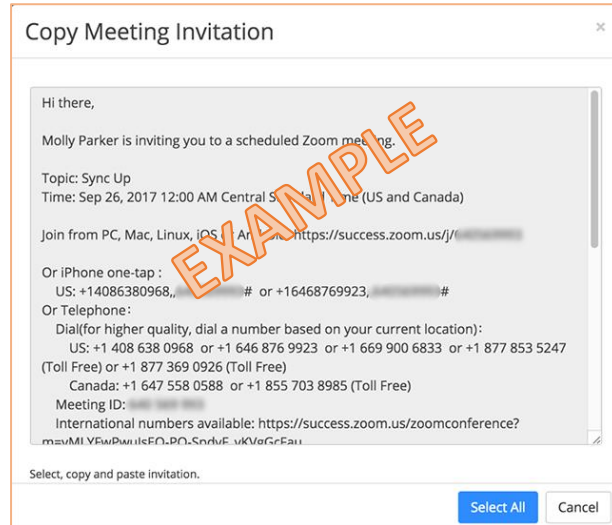 Copy Meeting Invitation
×
Hi there,
Molly Parker is inviting you to a scheduled Zoom meeting.
Topic: Sync Up
Time: Sep 26, 2017 12:00 AM Central Standard Time (US and Canada)
Join from PC, Mac, Linux, iOS or Android: https://success.zoom.us/j/
EXAMPLE
Or iPhone one-tap :
US: +14086380968,, # or +16468769923, #
Or Telephone:
Dial(for higher quality, dial a number based on your current location):
US: +1 408 638 0968 or +1 646 876 9923 or +1 669 900 6833 or +1 877 853 5247
(Toll Free) or +1 877 369 0926 (Toll Free)
Canada: +1 647 558 0588 or +1 855 703 8985 (Toll Free)
Meeting ID:
International numbers available: https://success.zoom.us/zoomconference?
Select, copy and paste invitation.
Select All
Cancel